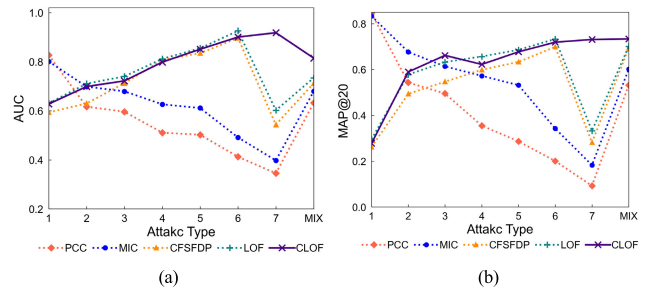 1.0
0.8
0.6
0.4
0.2
AUC
1 2 3 4 5 6 7 MIX
Attakc Type
PCC MIC CFSFDP LOF CLOF
(a)
0.8
0.6
0.4
0.2
0.0
MAP@20
1 2 3 4 5 6 7 MIX
Attakc Type
PCC MIC CFSFDP LOF CLOF
(b)